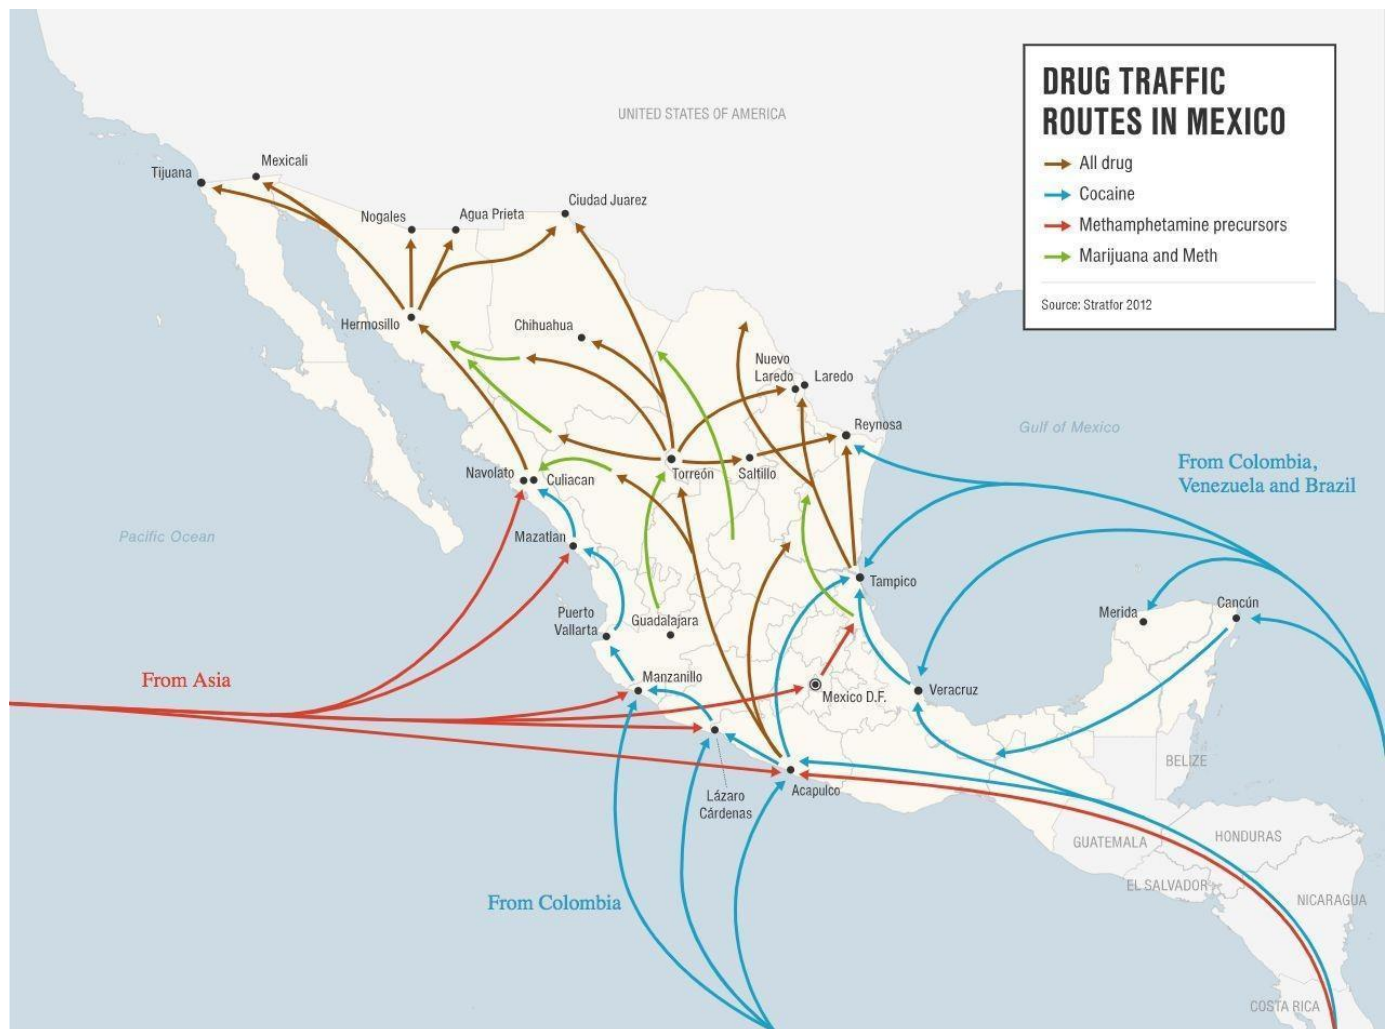 DRUG TRAFFIC
ROUTES IN MEXICO
All drug
Cocaine
Methamphetamine precursors
Marijuana and Meth
Source: Stratfor 2012
UNITED STATES OF AMERICA
Tijuana
Mexicali
Nogales
Agua Prieta
Ciudad Juarez
Hermosillo
Chihuahua
Nuevo
Laredo
Laredo
Reynosa
Gulf of Mexico
From Colombia,
Venezuela and Brazil
Navolato
Culiacan
Torreón
Saltillo
Pacific Ocean
Mazatlan
Tampico
Puerto
Vallarta
Guadalajara
Merida
Cancún
From Asia
Manzanillo
Mexico D.F.
Veracruz
BELIZE
Lázaro
Cárdenas
Acapulco
GUATEMALA
HONDURAS
EL SALVADOR
NICARAGUA
From Colombia
COSTA RICA